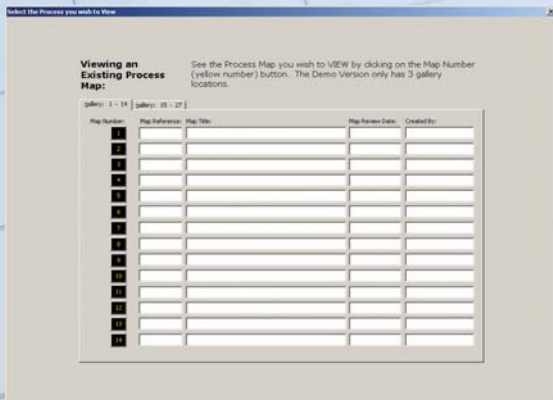 Select the Process you wish to View
Viewing an
Existing Process
Map:
See the Process Map you wish to VIEW by clicking on the Map Number
(yellow number) button. The Demo Version only has 3 gallery
locations.
gallery: 1 - 14 gallery: 15 - 27
Map Number: Map Reference: Map Title: Map Review Date: Created By:
1
2
3
4
5
6
7
8
9
10
11
12
13
14